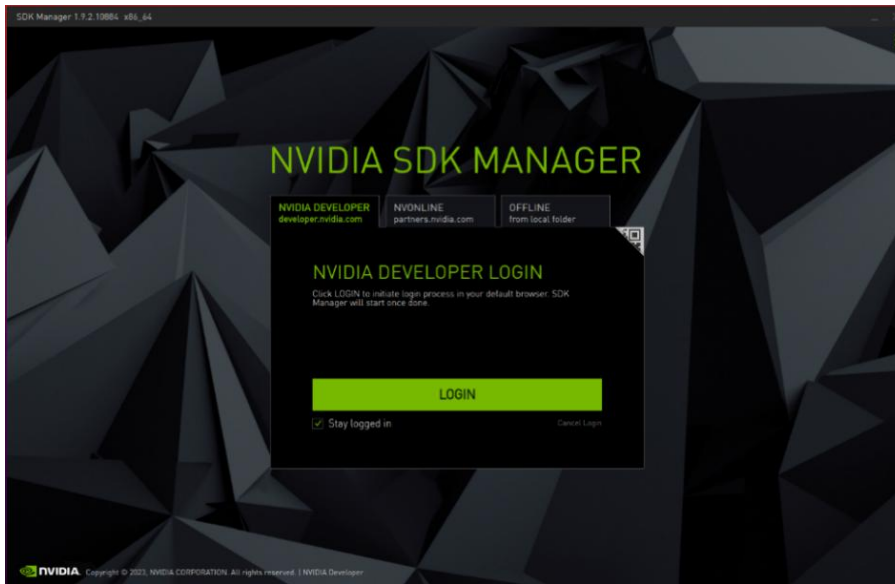 SDK Manager 1.9.2.10884 x86_64
NVIDIA SDK MANAGER
NVIDIA DEVELOPER
developer.nvidia.com
NVONLINE
partners.nvidia.com
OFFLINE
from local folder
NVIDIA DEVELOPER LOGIN
Click LOGIN to initiate login process in your default browser. SDK
Manager will start once done.
LOGIN
Stay logged in
Cancel Login
NVIDIA. Copyright © 2023, NVIDIA CORPORATION. All rights reserved. | NVIDIA Developer